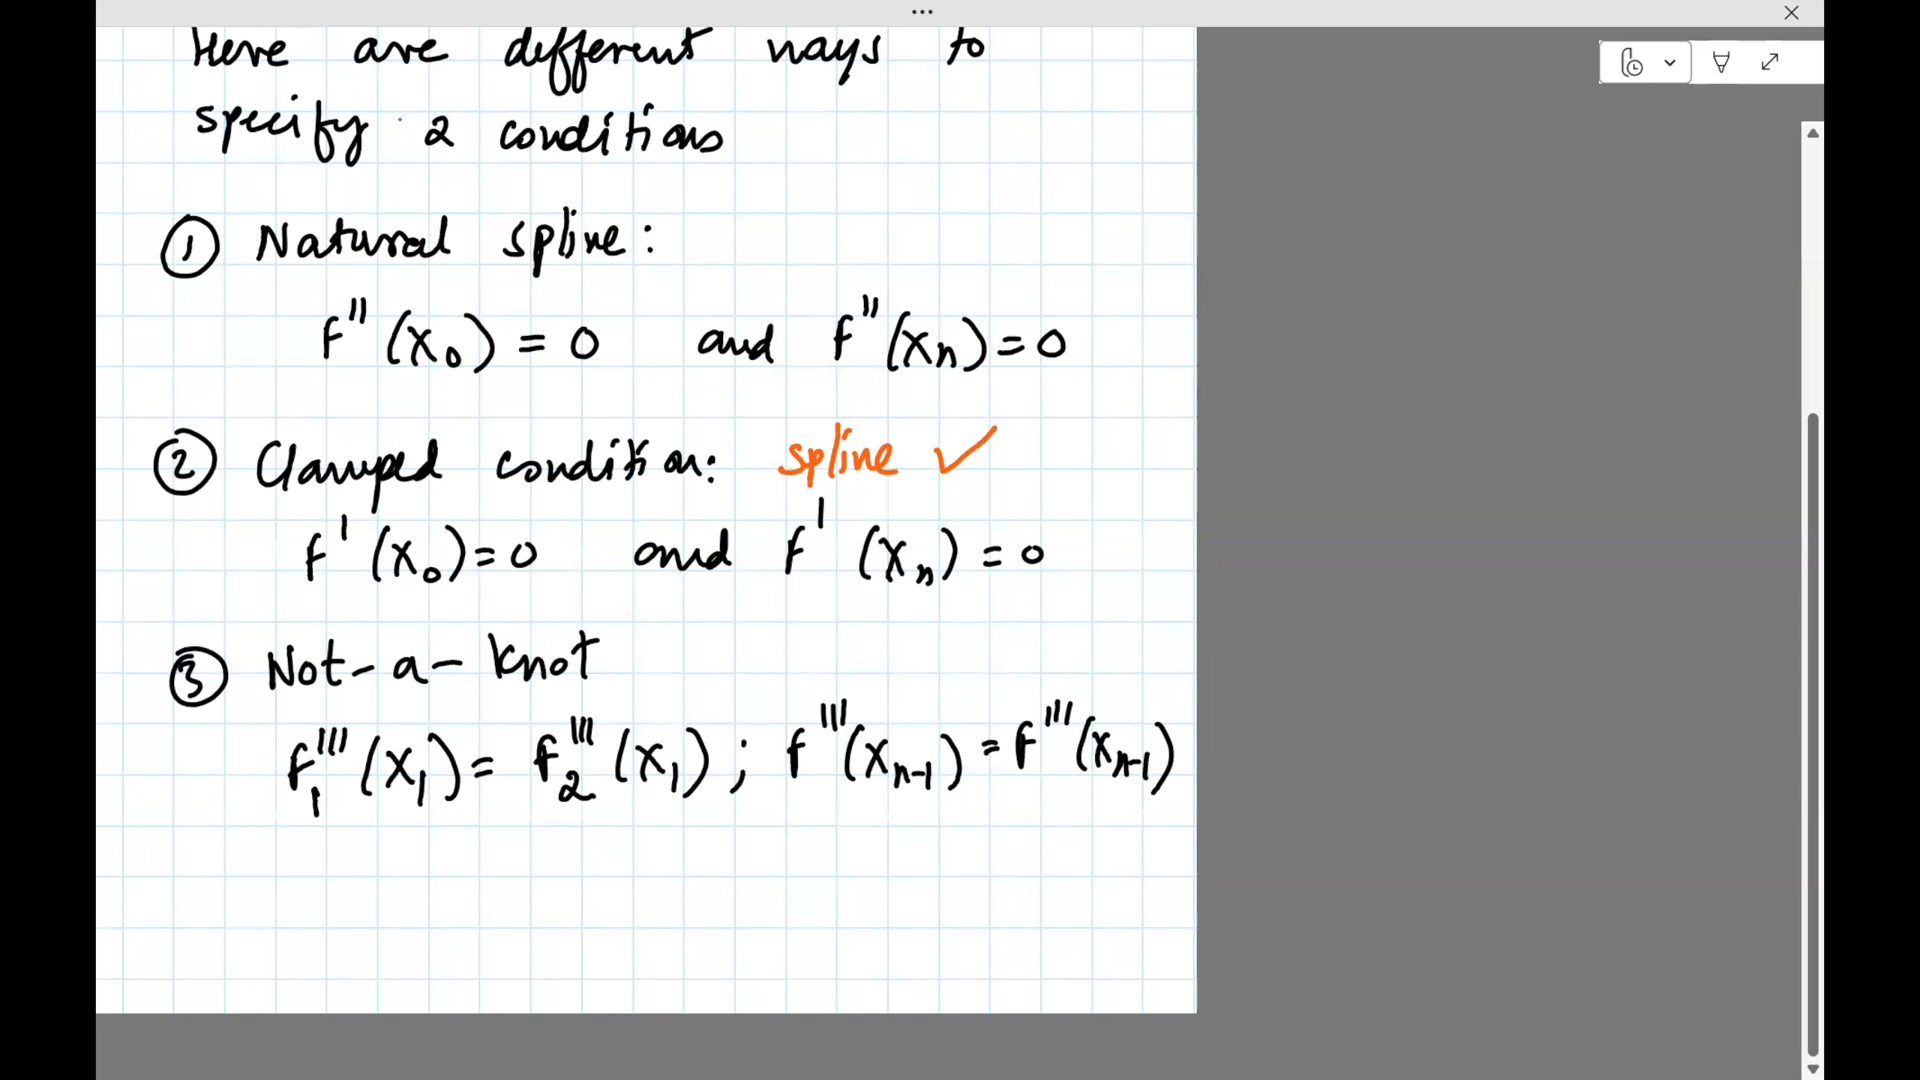 Here are different ways to
specify 2 conditions
① Natural spline:
f''(x₀) = 0 and f''(xₙ) = 0
② Clamped condition: spline ✓
f'(x₀) = 0 and f'(xₙ) = 0
③ Not-a-knot
f₁'''(x₁) = f₂'''(x₁) ; f'''(xₙ₋₁) = f'''(xₙ₋₁)